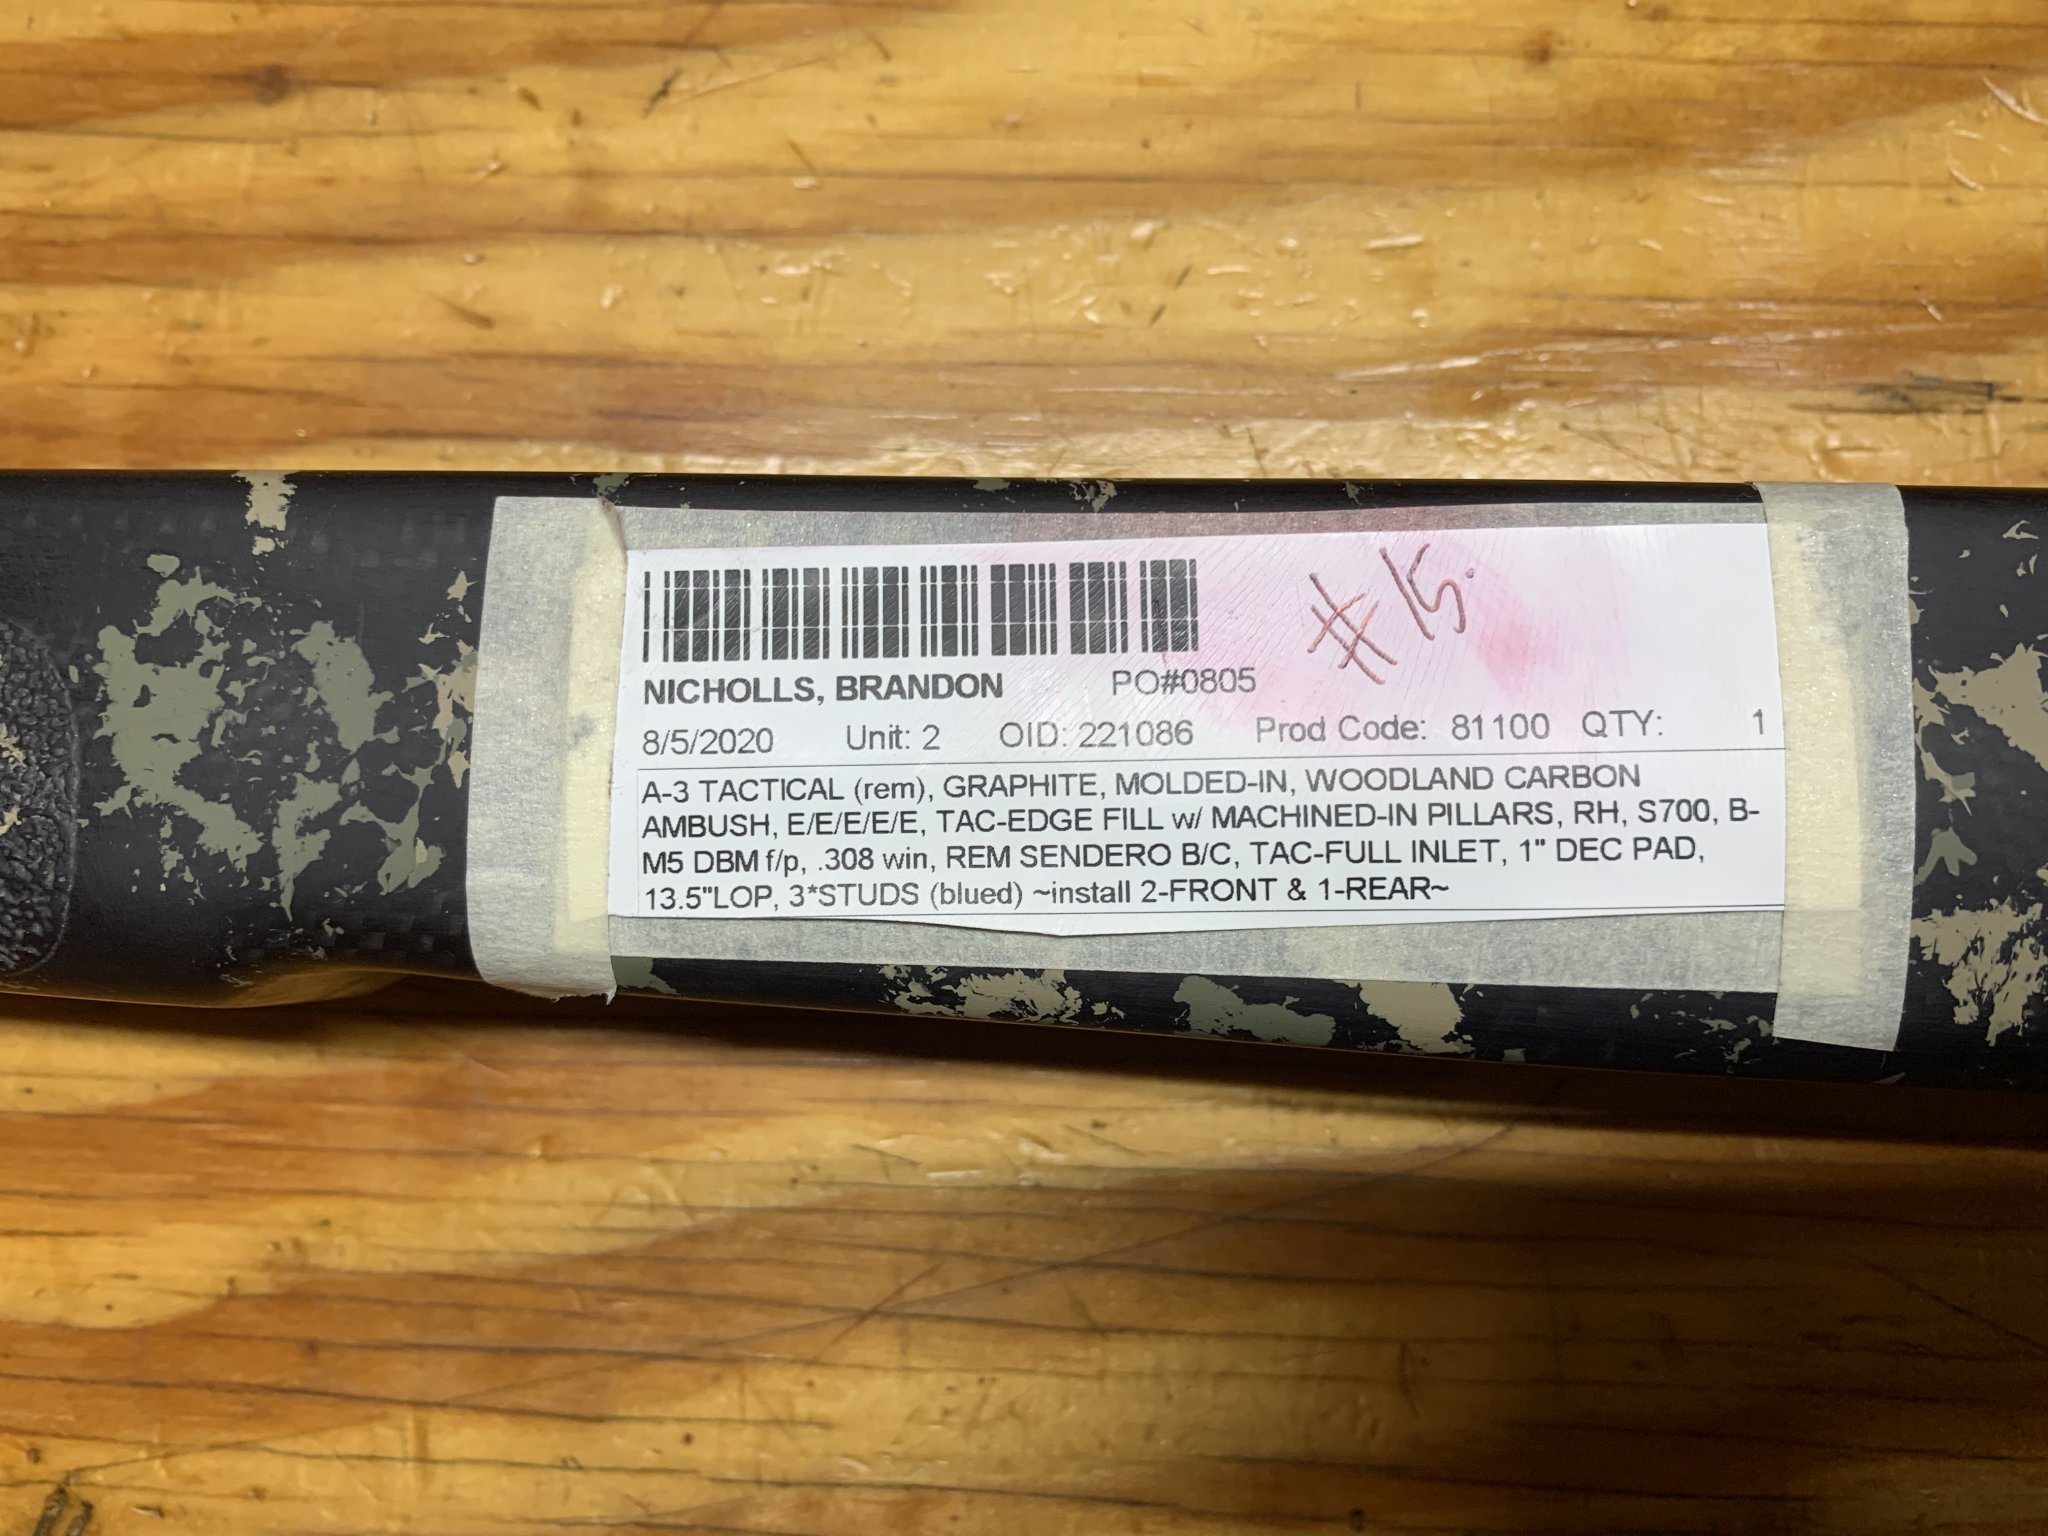 #15.
NICHOLLS, BRANDON PO#0805
8/5/2020 Unit: 2 OID: 221086 Prod Code: 81100 QTY: 1
A-3 TACTICAL (rem), GRAPHITE, MOLDED-IN, WOODLAND CARBON
AMBUSH, E/E/E/E/E, TAC-EDGE FILL w/ MACHINED-IN PILLARS, RH, S700, B-
M5 DBM f/p, .308 win, REM SENDERO B/C, TAC-FULL INLET, 1" DEC PAD,
13.5"LOP, 3*STUDS (blued) ~install 2-FRONT & 1-REAR~